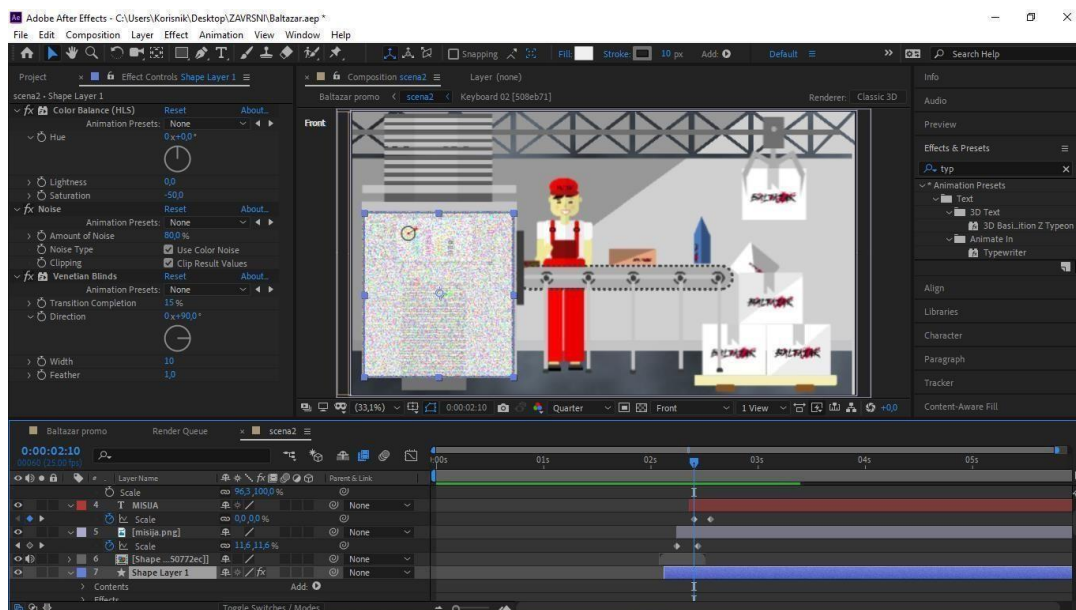 Adobe After Effects - C:\Users\Korisnik\Desktop\ZAVRSNI\Baltazar.aep *
File Edit Composition Layer Effect Animation View Window Help
Snapping Fill: Stroke: 10 px Add: Default Search Help
Project Effect Controls Shape Layer 1
Composition scena2 Layer (none)
Info
scena2 • Shape Layer 1
Baltazar promo scena2 Keyboard 02 [508eb71] Renderer: Classic 3D
Audio
fx Color Balance (HLS) Reset About...
Animation Presets: None
Front
Preview
Hue 0x+0,0°
Effects & Presets
typ
Lightness 0,0
Saturation -50,0
fx Noise Reset About...
Animation Presets: None
Amount of Noise 80,0 %
Noise Type Use Color Noise
Clipping Clip Result Values
* Animation Presets
Text
3D Text
3D Basi...ition Z Typeon
Animate In
Typewriter
fx Venetian Blinds Reset About...
Animation Presets: None
Transition Completion 15 %
Direction 0x+90,0°
Width 10
Feather 1,0
BALTAZAR
BALTAZAR
BALTAZAR BALTAZAR
Align
Libraries
Character
Paragraph
Tracker
Content-Aware Fill
(33,1%) 0:00:02:10 Quarter Front 1 View +0,0
Baltazar promo Render Queue scena2
0:00:02:10
00060 (25.00 fps)
:00s 01s 02s 03s 04s 05s
# Layer Name Parent & Link
Scale 96,3,100,0 %
4 T MISIJA None
Scale 0,0,0,0 %
5 [misija.png] None
Scale 11,6,11,6 %
6 [Shape ...50772ec]] None
7 Shape Layer 1 fx None
Contents Add:
Effects
Toggle Switches / Modes